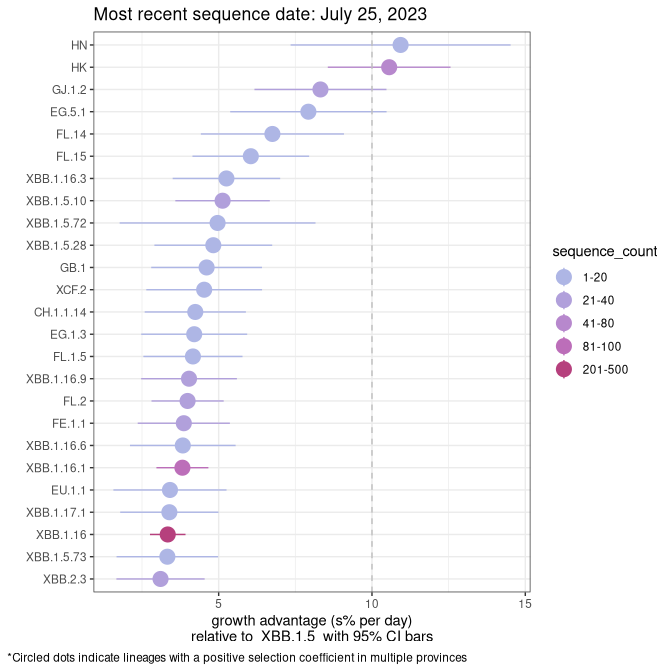 Most recent sequence date: July 25, 2023
HN
HK
GJ.1.2
EG.5.1
FL.14
FL.15
XBB.1.16.3
XBB.1.5.10
XBB.1.5.72
XBB.1.5.28
GB.1
XCF.2
CH.1.1.14
EG.1.3
FL.1.5
XBB.1.16.9
FL.2
FE.1.1
XBB.1.16.6
XBB.1.16.1
EU.1.1
XBB.1.17.1
XBB.1.16
XBB.1.5.73
XBB.2.3
5 10 15
growth advantage (s% per day)
relative to XBB.1.5 with 95% CI bars
sequence_count
1-20
21-40
41-80
81-100
201-500
*Circled dots indicate lineages with a positive selection coefficient in multiple provinces